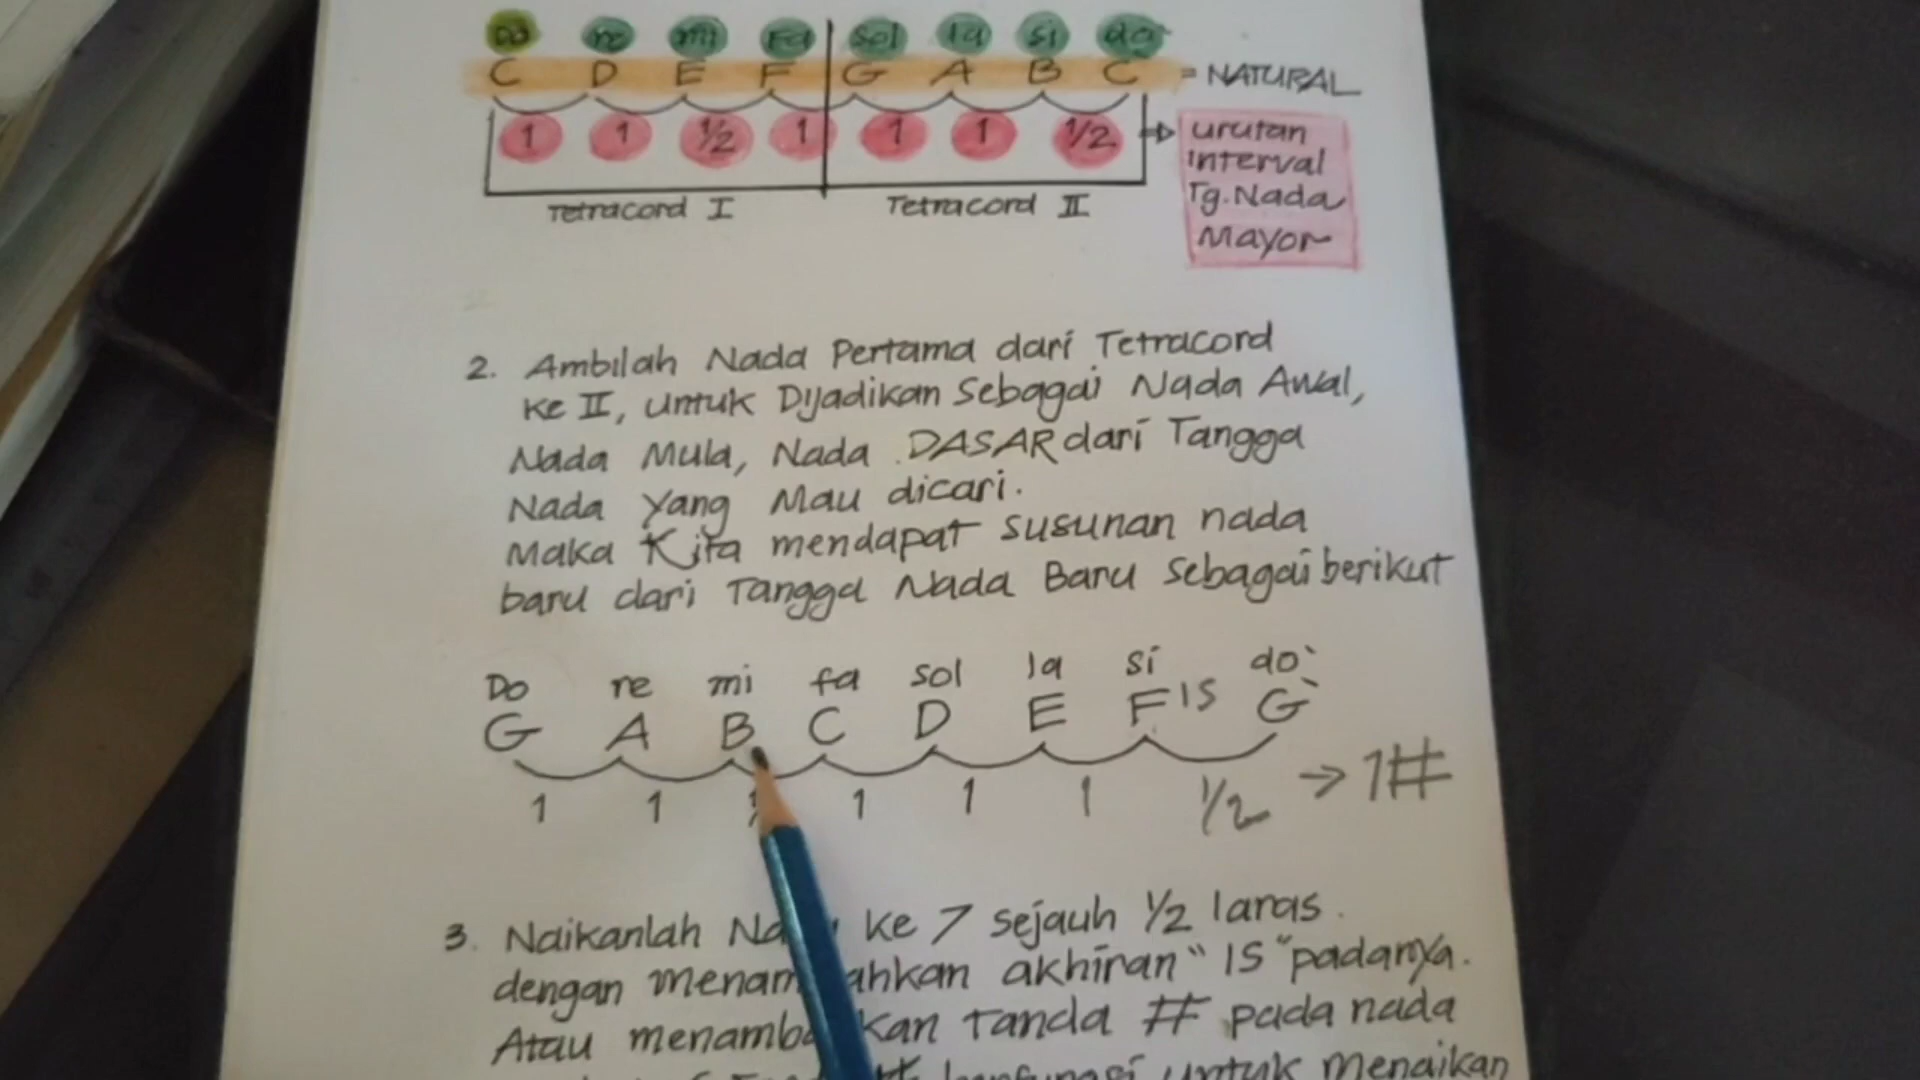 Do re mi Fa sol la si do
C D E F G A B C = NATURAL
1 1 1/2 1 1 1 1/2
urutan
interval
Tg. Nada
Mayor
Tetracord I Tetracord II
2. Ambilah Nada Pertama dari Tetracord
Ke II, untuk Dijadikan Sebagai Nada Awal,
Nada Mula, Nada DASAR dari Tangga
Nada Yang Mau dicari.
Maka Kita mendapat susunan nada
baru dari Tangga Nada Baru Sebagai berikut
Do re mi fa sol la si do
G A B C D E FIS G
1 1 1 1 1 1/2 → 1#
3. Naikanlah ke 7 sejauh 1/2 laras.
dengan akhiran "IS" padanya.
Atau Tanda # pada nada
untuk menaikan